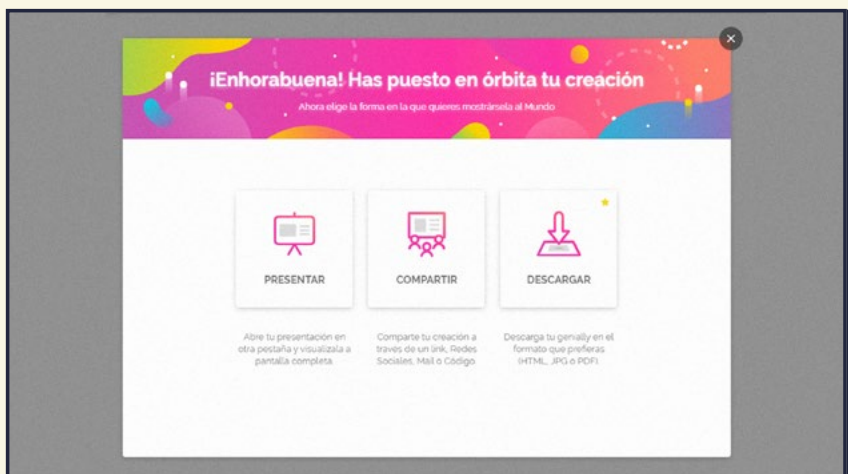 ¡Enhorabuena! Has puesto en órbita tu creación
Ahora elige la forma en la que quieres mostrársela al Mundo
PRESENTAR
Abre tu presentación en
otra pestaña y visualízala a
pantalla completa.
COMPARTIR
Comparte tu creación a
través de un link, Redes
Sociales, Mail o Código
DESCARGAR
Descarga tu genially en el
formato que prefieras
(HTML, JPG o PDF)